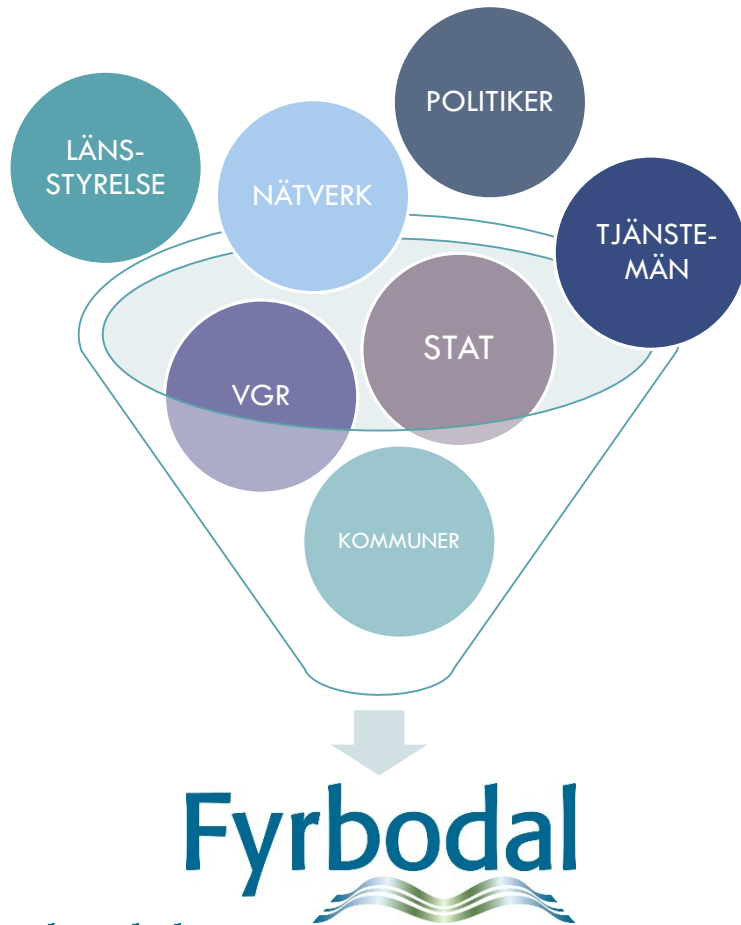 POLITIKER
LÄNS-
STYRELSE
NÄTVERK
TJÄNSTE-
MÄN
STAT
VGR
KOMMUNER
Fyrbodal